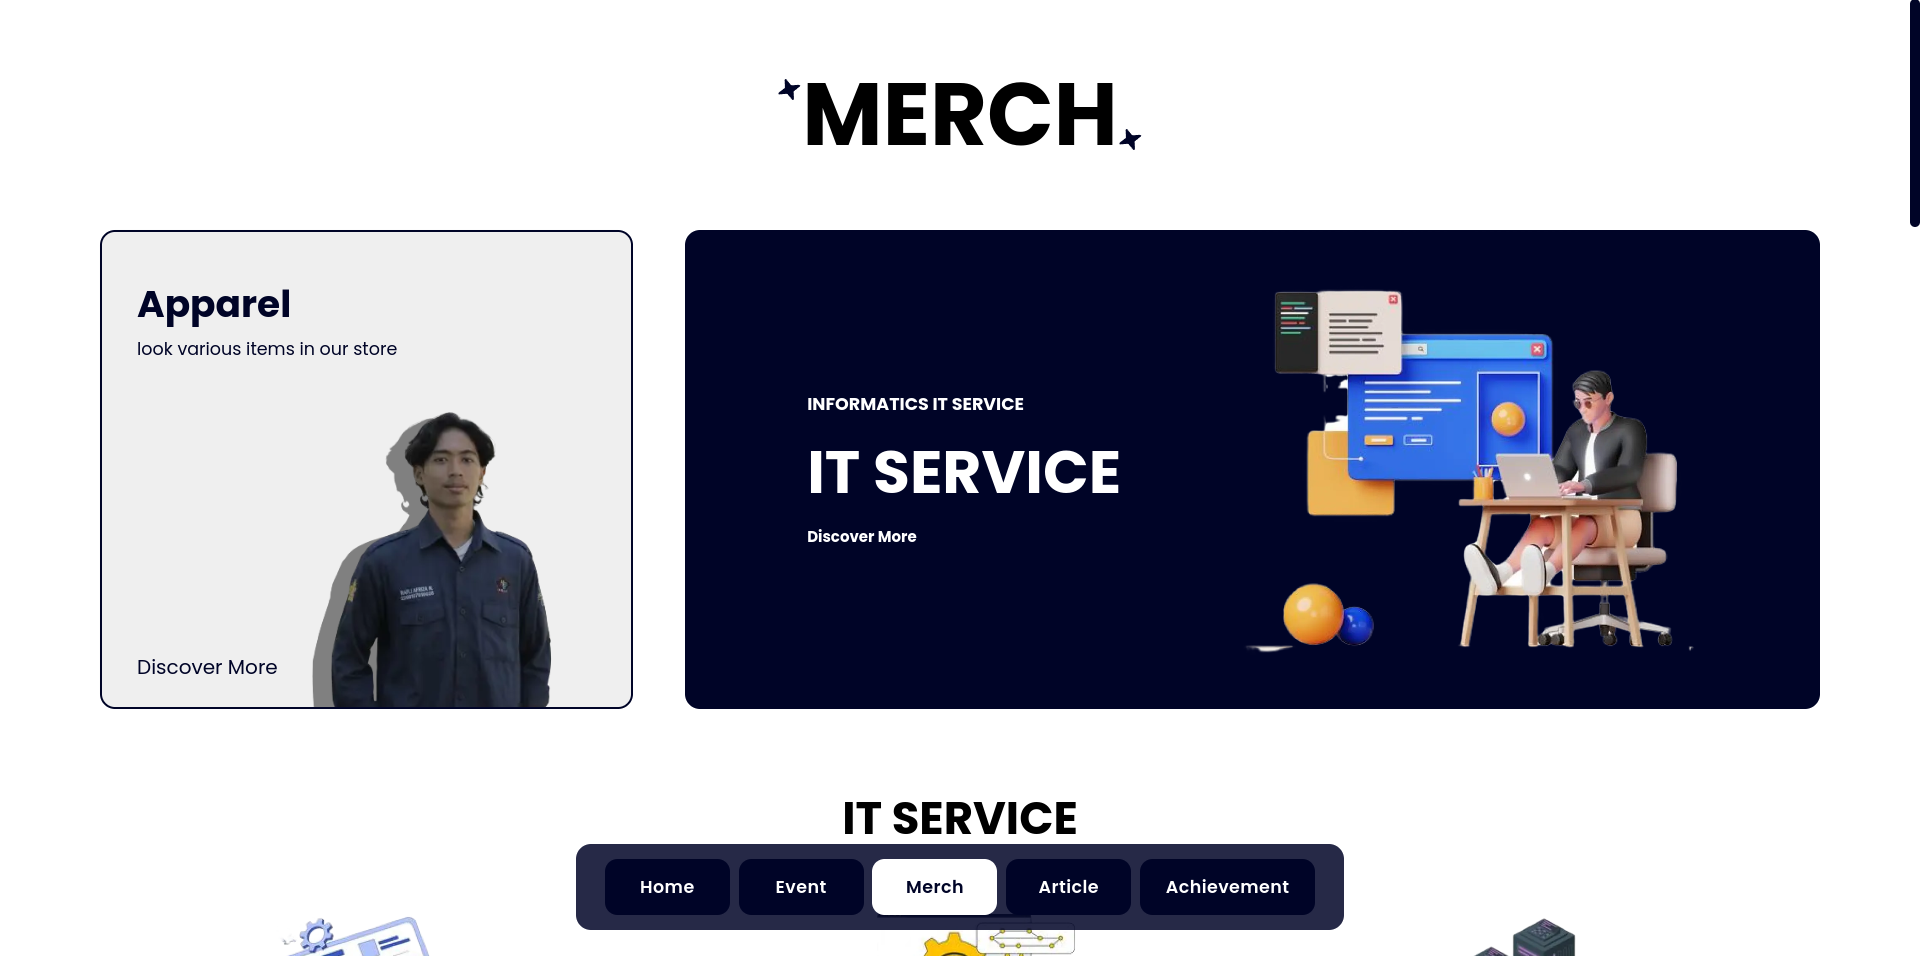 MERCH
Apparel
look various items in our store
Discover More
INFORMATICS IT SERVICE
IT SERVICE
Discover More
IT SERVICE
Home
Event
Merch
Article
Achievement